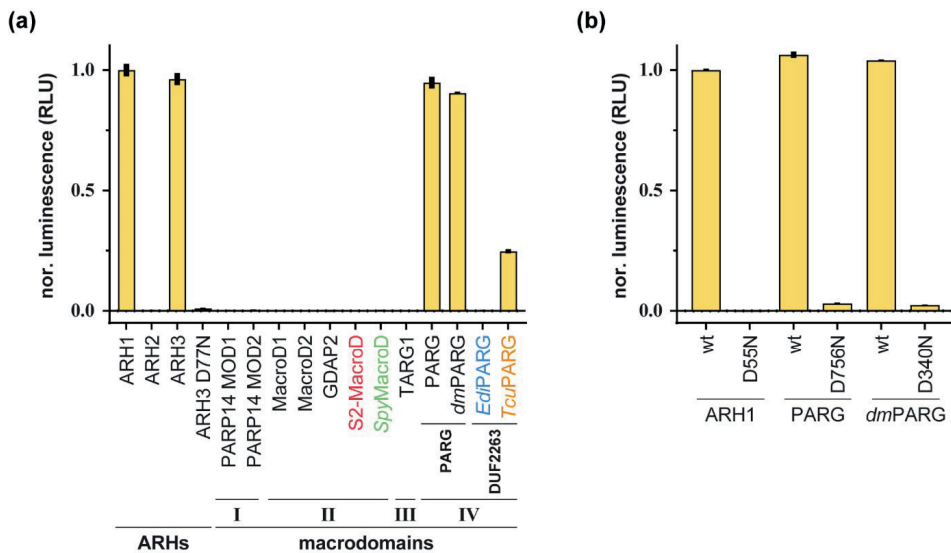 (a)
nor. luminescence (RLU)
1.0
0.5
0.0
ARH1
ARH2
ARH3
ARH3 D77N
PARP14 MOD1
PARP14 MOD2
MacroD1
MacroD2
GDAP2
S2-MacroD
SpyMacroD
TARG1
PARG
dmPARG
EdiPARG
TcuPARG
PARG
DUF2263
I
II
III
IV
ARHs
macrodomains
(b)
nor. luminescence (RLU)
1.0
0.5
0.0
wt
D55N
wt
D756N
wt
D340N
ARH1
PARG
dmPARG